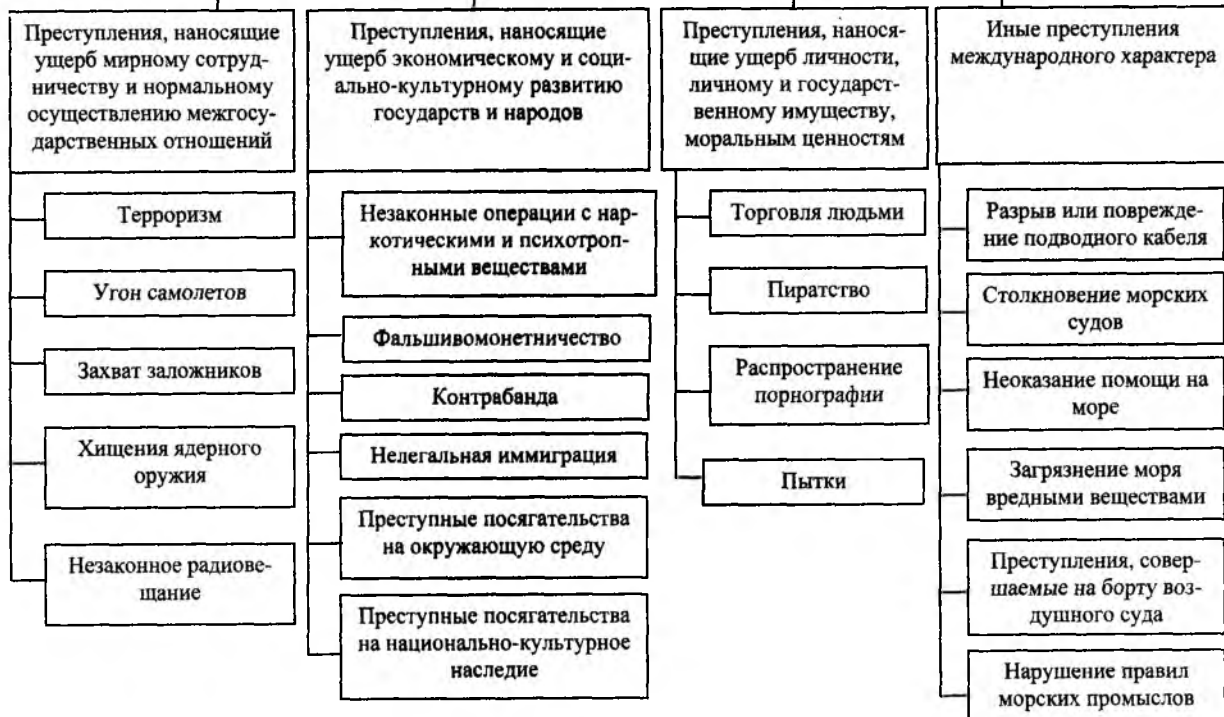 Преступления, наносящие
ущерб мирному сотруд-
ничеству и нормальному
осуществлению межгосу-
дарственных отношений
Терроризм
Угон самолетов
Захват заложников
Хищения ядерного
оружия
Незаконное радиове-
щание
Преступления, наносящие
ущерб экономическому и соци-
ально-культурному развитию
государств и народов
Незаконные операции с нар-
котическими и психотроп-
ными веществами
Фальшивомонетничество
Контрабанда
Нелегальная иммиграция
Преступные посягательства
на окружающую среду
Преступные посягательства
на национально-культурное
наследие
Преступления, нанося-
щие ущерб личности,
личному и государст-
венному имуществу,
моральным ценностям
Торговля людьми
Пиратство
Распространение
порнографии
Пытки
Иные преступления
международного характера
Разрыв или поврежде-
ние подводного кабеля
Столкновение морских
судов
Неоказание помощи на
море
Загрязнение моря
вредными веществами
Преступления, совер-
шаемые на борту воз-
душного суда
Нарушение правил
морских промыслов